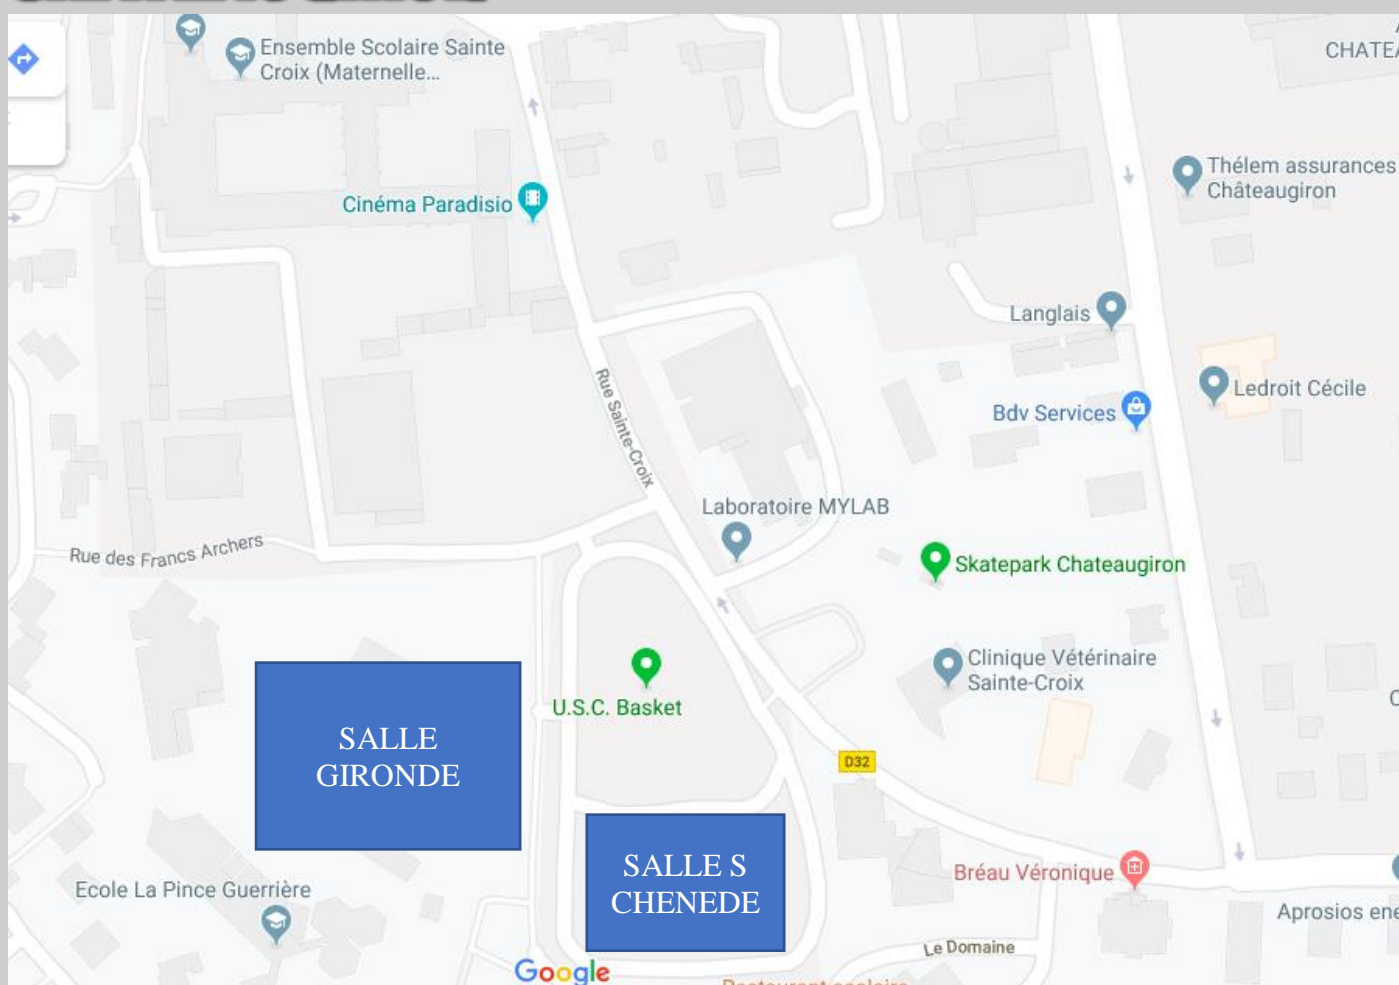 Ensemble Scolaire Sainte
Croix (Maternelle...
CHATEA
Thélem assurances
Châteaugiron
Cinéma Paradisio
Langlais
Rue Sainte-Croix
Ledroit Cécile
Bdv Services
Laboratoire MYLAB
Rue des Francs Archers
Skatepark Chateaugiron
Clinique Vétérinaire
Sainte-Croix
U.S.C. Basket
SALLE
GIRONDE
D32
SALLE S
CHENEDE
Bréau Véronique
Ecole La Pince Guerrière
Aprosios ene
Le Domaine
Google